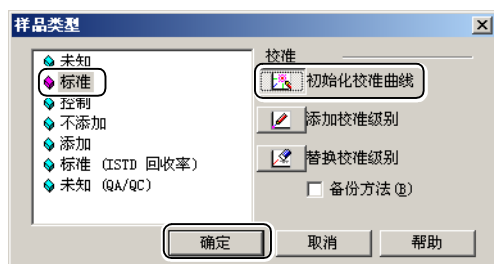 样品类型
未知
标准
控制
不添加
添加
标准 (ISTD 回收率)
未知 (QA/QC)
校准
初始化校准曲线
添加校准级别
替换校准级别
备份方法(B)
确定
取消
帮助